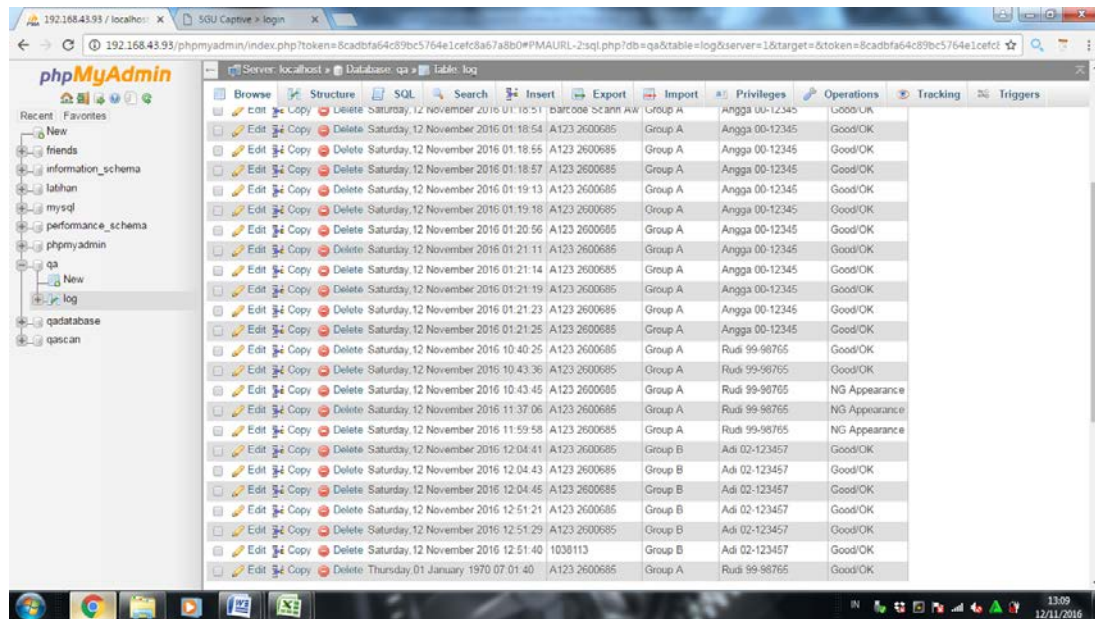 192.168.43.93 / localhos
SGU Captive > login
192.168.43.93/phpmyadmin/index.php?token=8cadbfa64c89bc5764e1cefc8a67a8b0#PMAURL-2:sql.php?db=qa&table=log&server=1&target=&token=8cadbfa64c89bc5764e1cefc
phpMyAdmin
Recent Favorites
New
friends
information_schema
latihan
mysql
performance_schema
phpmyadmin
qa
New
log
qadatabase
qascan
Server: localhost » Database: qa » Table: log
Browse Structure SQL Search Insert Export Import Privileges Operations Tracking Triggers
Edit Copy Delete Saturday,12 November 2016 01:18:51 Barcode Scann Aw Group A Angga 00-12345 Good/OK
Edit Copy Delete Saturday,12 November 2016 01:18:54 A123 2600685 Group A Angga 00-12345 Good/OK
Edit Copy Delete Saturday,12 November 2016 01:18:55 A123 2600685 Group A Angga 00-12345 Good/OK
Edit Copy Delete Saturday,12 November 2016 01:18:57 A123 2600685 Group A Angga 00-12345 Good/OK
Edit Copy Delete Saturday,12 November 2016 01:19:13 A123 2600685 Group A Angga 00-12345 Good/OK
Edit Copy Delete Saturday,12 November 2016 01:19:18 A123 2600685 Group A Angga 00-12345 Good/OK
Edit Copy Delete Saturday,12 November 2016 01:20:56 A123 2600685 Group A Angga 00-12345 Good/OK
Edit Copy Delete Saturday,12 November 2016 01:21:11 A123 2600685 Group A Angga 00-12345 Good/OK
Edit Copy Delete Saturday,12 November 2016 01:21:14 A123 2600685 Group A Angga 00-12345 Good/OK
Edit Copy Delete Saturday,12 November 2016 01:21:19 A123 2600685 Group A Angga 00-12345 Good/OK
Edit Copy Delete Saturday,12 November 2016 01:21:23 A123 2600685 Group A Angga 00-12345 Good/OK
Edit Copy Delete Saturday,12 November 2016 01:21:25 A123 2600685 Group A Angga 00-12345 Good/OK
Edit Copy Delete Saturday,12 November 2016 10:40:25 A123 2600685 Group A Rudi 99-98765 Good/OK
Edit Copy Delete Saturday,12 November 2016 10:43:36 A123 2600685 Group A Rudi 99-98765 Good/OK
Edit Copy Delete Saturday,12 November 2016 10:43:45 A123 2600685 Group A Rudi 99-98765 NG Appearance
Edit Copy Delete Saturday,12 November 2016 11:37:06 A123 2600685 Group A Rudi 99-98765 NG Appearance
Edit Copy Delete Saturday,12 November 2016 11:59:58 A123 2600685 Group A Rudi 99-98765 NG Appearance
Edit Copy Delete Saturday,12 November 2016 12:04:41 A123 2600685 Group B Adi 02-123457 Good/OK
Edit Copy Delete Saturday,12 November 2016 12:04:43 A123 2600685 Group B Adi 02-123457 Good/OK
Edit Copy Delete Saturday,12 November 2016 12:04:45 A123 2600685 Group B Adi 02-123457 Good/OK
Edit Copy Delete Saturday,12 November 2016 12:51:21 A123 2600685 Group B Adi 02-123457 Good/OK
Edit Copy Delete Saturday,12 November 2016 12:51:29 A123 2600685 Group B Adi 02-123457 Good/OK
Edit Copy Delete Saturday,12 November 2016 12:51:40 1038113 Group B Adi 02-123457 Good/OK
Edit Copy Delete Thursday,01 January 1970 07:01:40 A123 2600685 Group A Rudi 99-98765 Good/OK
IN
13:09
12/11/2016